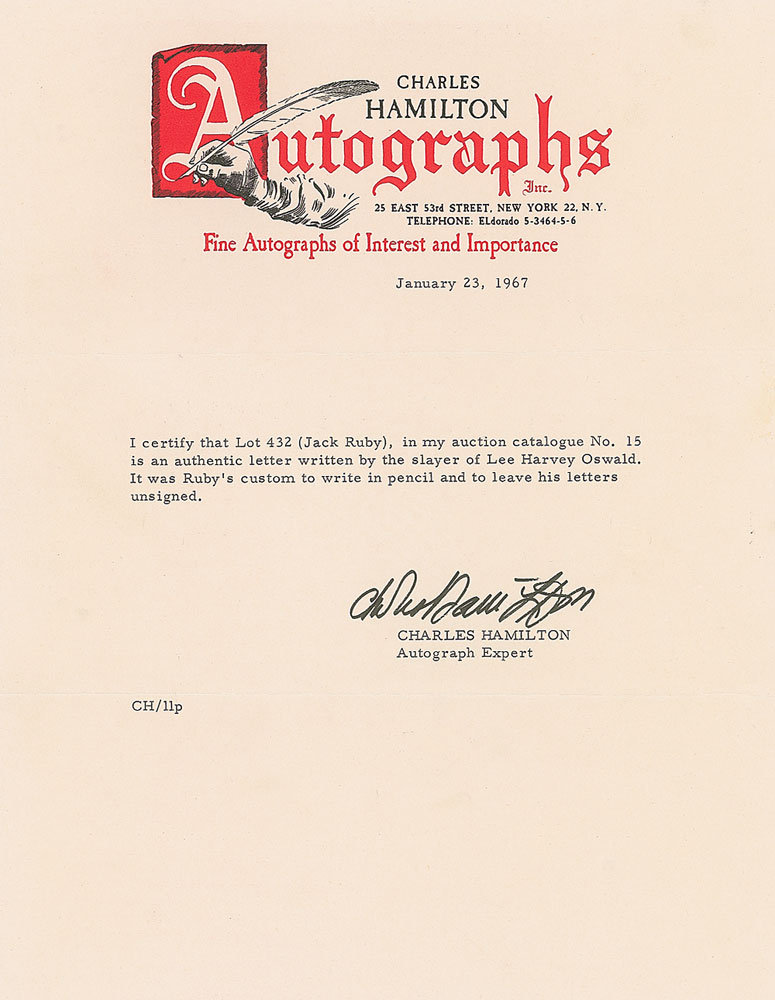 CHARLES
HAMILTON
Autographs
Inc.
25 EAST 53rd STREET, NEW YORK 22, N. Y.
TELEPHONE: ELdorado 5-3464-5-6
Fine Autographs of Interest and Importance
January 23, 1967
I certify that Lot 432 (Jack Ruby), in my auction catalogue No. 15
is an authentic letter written by the slayer of Lee Harvey Oswald.
It was Ruby's custom to write in pencil and to leave his letters
unsigned.
Charles Hamilton
CHARLES HAMILTON
Autograph Expert
CH/llp